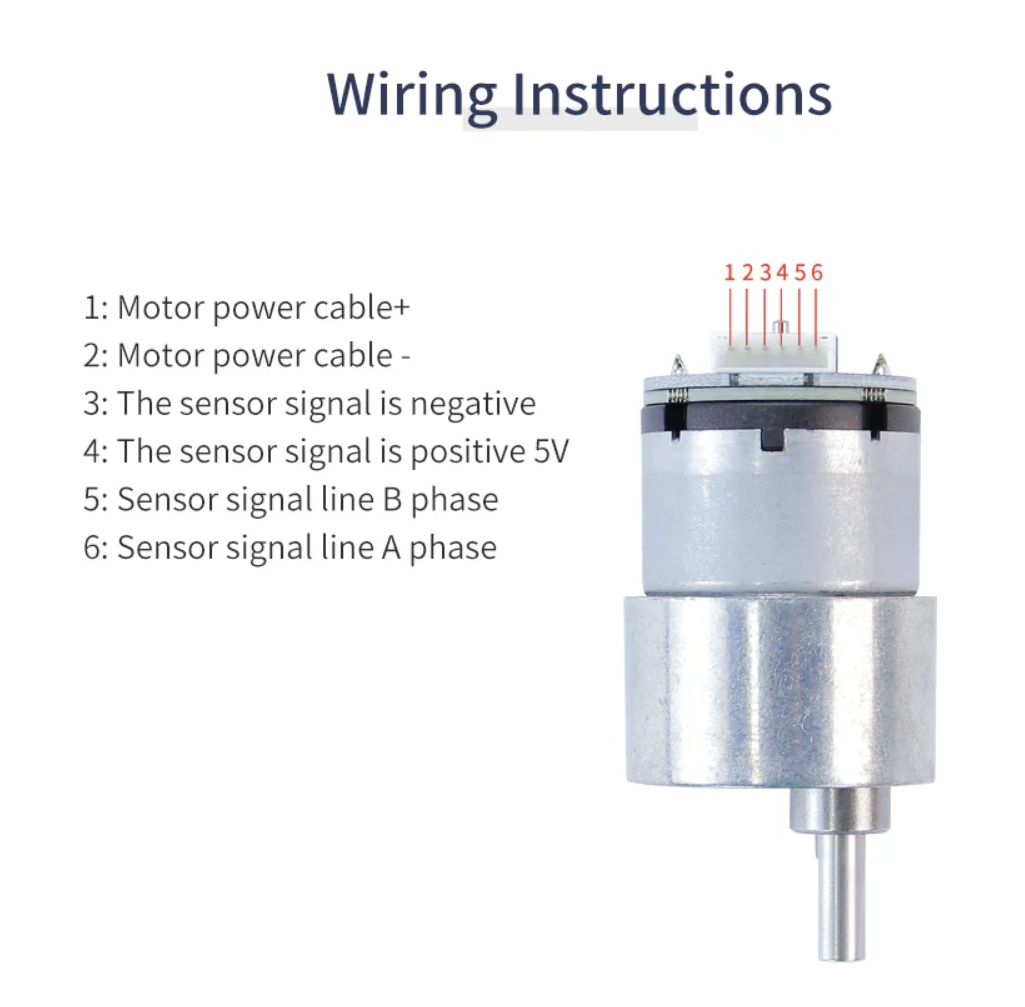 Wiring Instructions
1 2 3 4 5 6
1: Motor power cable+
2: Motor power cable -
3: The sensor signal is negative
4: The sensor signal is positive 5V
5: Sensor signal line B phase
6: Sensor signal line A phase